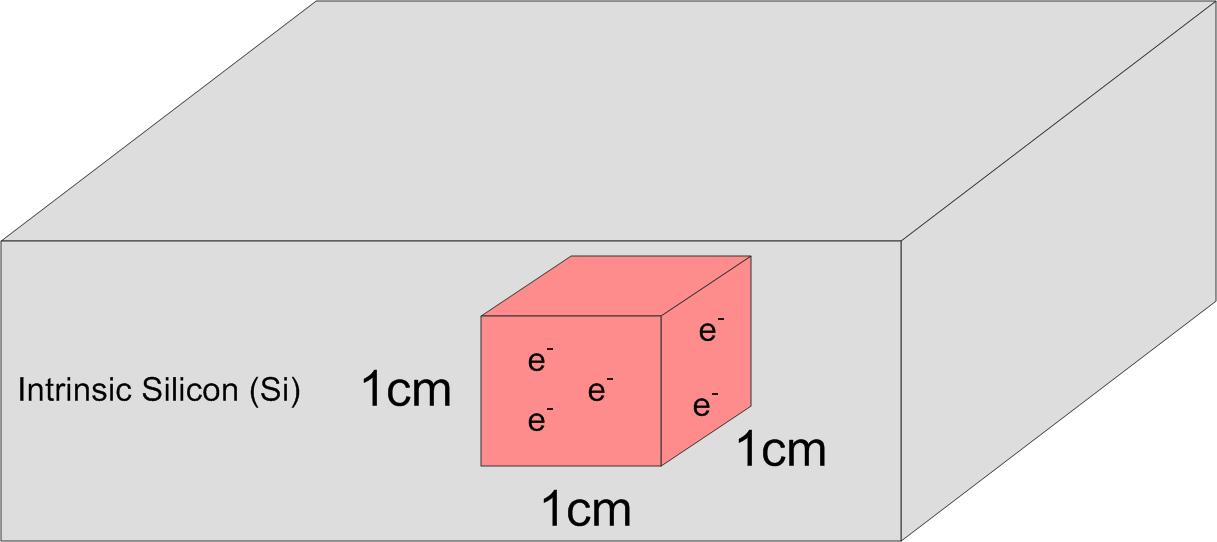 e⁻
e⁻
e⁻
e⁻
e⁻
Intrinsic Silicon (Si)
1cm
1cm
1cm